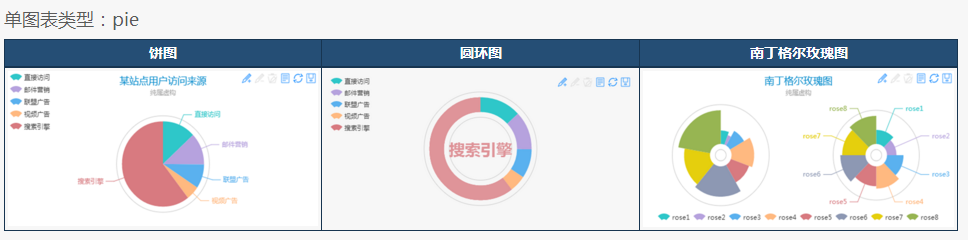 单图表类型：pie
饼图
圆环图
南丁格尔玫瑰图
直接访问
邮件营销
联盟广告
视频广告
搜索引擎
某站点用户访问来源
纯属虚构
直接访问
邮件营销
联盟广告
视频广告
搜索引擎
直接访问
邮件营销
联盟广告
视频广告
搜索引擎
搜索引擎
南丁格尔玫瑰图
纯属虚构
rose8
rose1
rose7
rose2
rose6
rose3
rose5
rose4
rose1 rose2 rose3 rose4 rose5 rose6 rose7 rose8